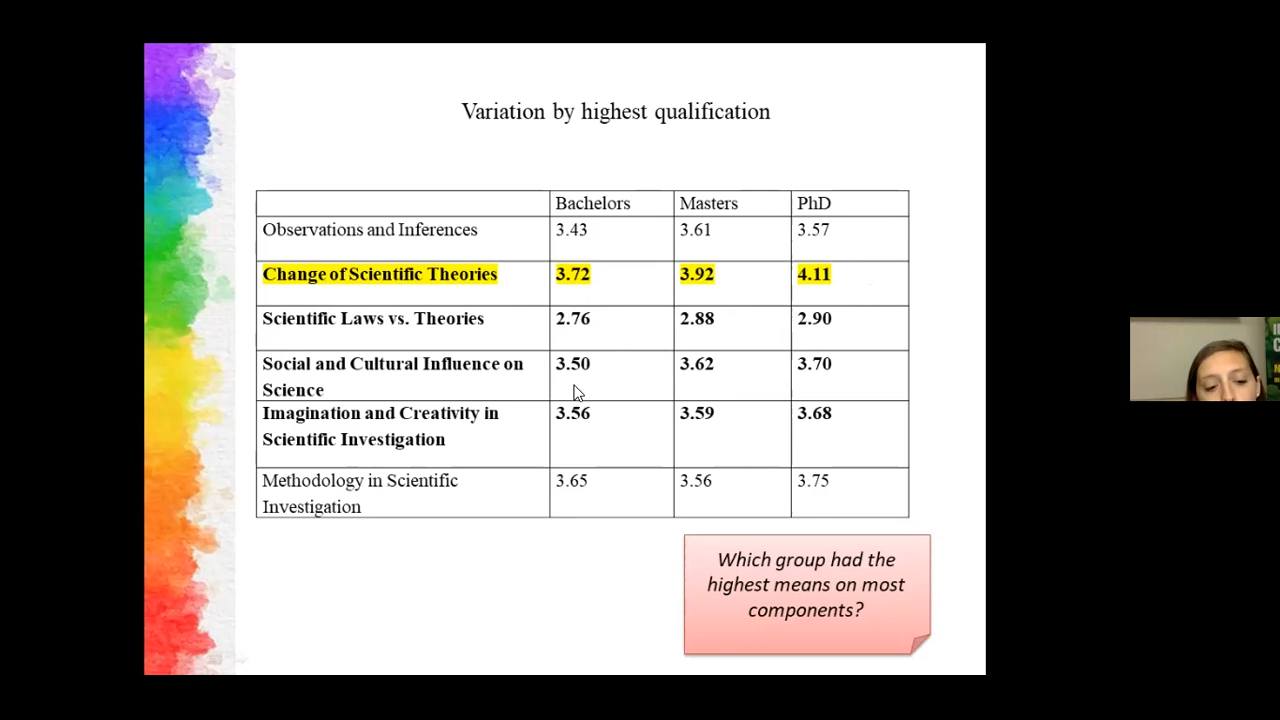 Variation by highest qualification
Bachelors Masters PhD
Observations and Inferences 3.43 3.61 3.57
Change of Scientific Theories 3.72 3.92 4.11
Scientific Laws vs. Theories 2.76 2.88 2.90
Social and Cultural Influence on 3.50 3.62 3.70
Science
Imagination and Creativity in 3.56 3.59 3.68
Scientific Investigation
Methodology in Scientific 3.65 3.56 3.75
Investigation
Which group had the
highest means on most
components?